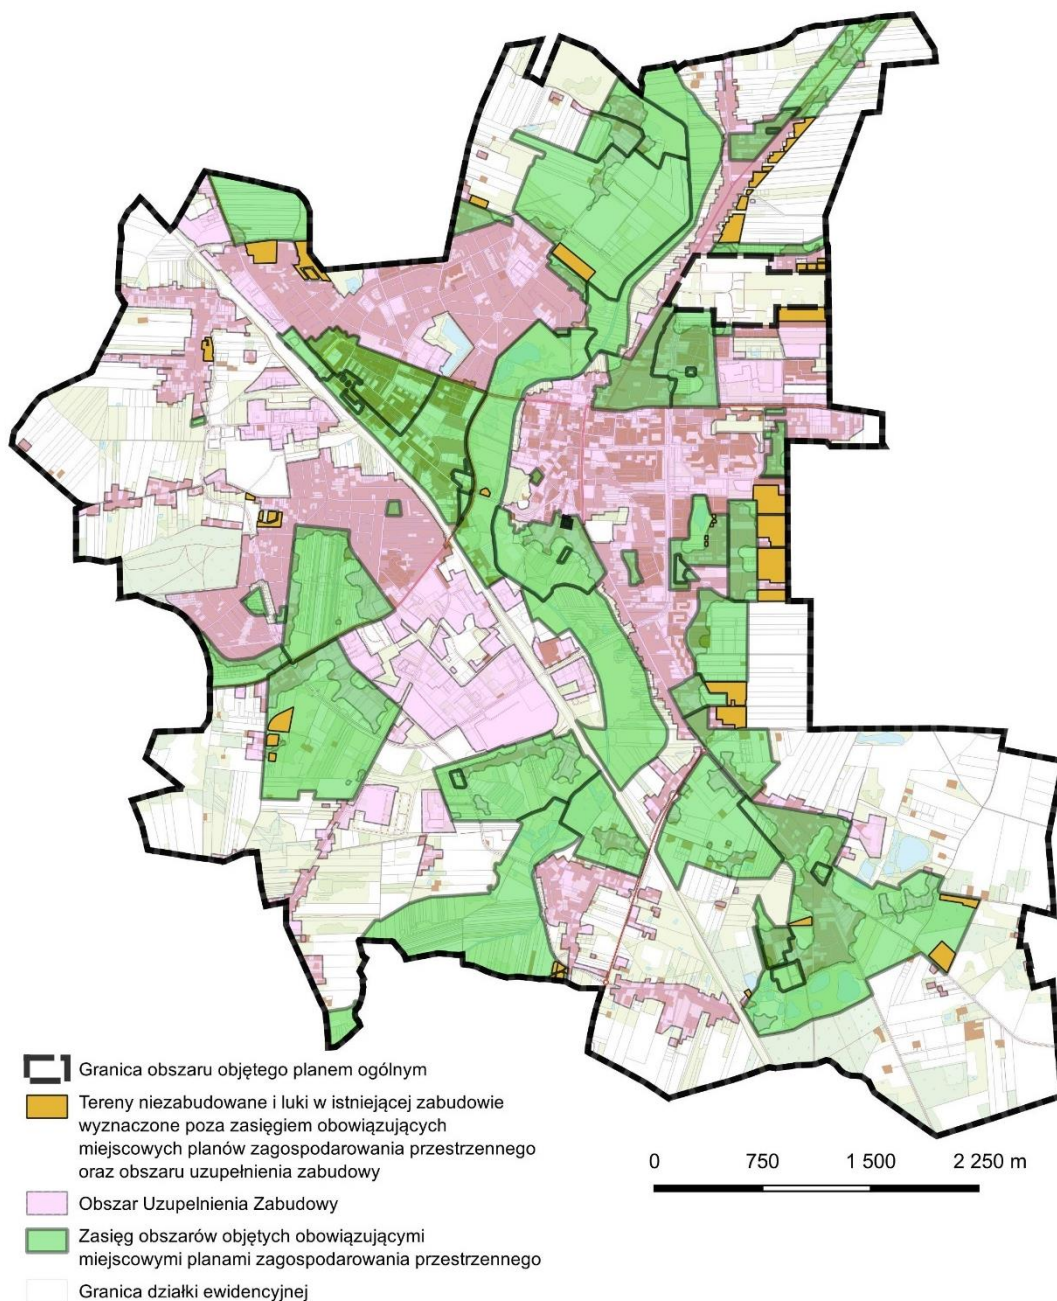 Granica obszaru objętego planem ogólnym
Tereny niezabudowane i luki w istniejącej zabudowie
wyznaczone poza zasięgiem obowiązujących
miejscowych planów zagospodarowania przestrzennego
oraz obszaru uzupełnienia zabudowy
Obszar Uzupelnienia Zabudowy
Zasięg obszarów objętych obowiązującymi
miejscowymi planami zagospodarowania przestrzennego
Granica działki ewidencyjnej
0 750 1 500 2 250 m